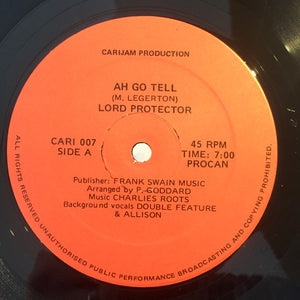 CARIJAM PRODUCTION
AH GO TELL
(M. LEGERTON)
LORD PROTECTOR
CARI 007
SIDE A
45 RPM
TIME: 7:00
PROCAN
Publisher: FRANK SWAIN MUSIC
Arranged by P. GODDARD
Music CHARLIES ROOTS
Background vocals DOUBLE FEATURE
& ALLISON
ALL RIGHTS RESERVED UNAUTHORISED PUBLIC PERFORMANCE BROADCASTING AND COPYING PROHIBITED.